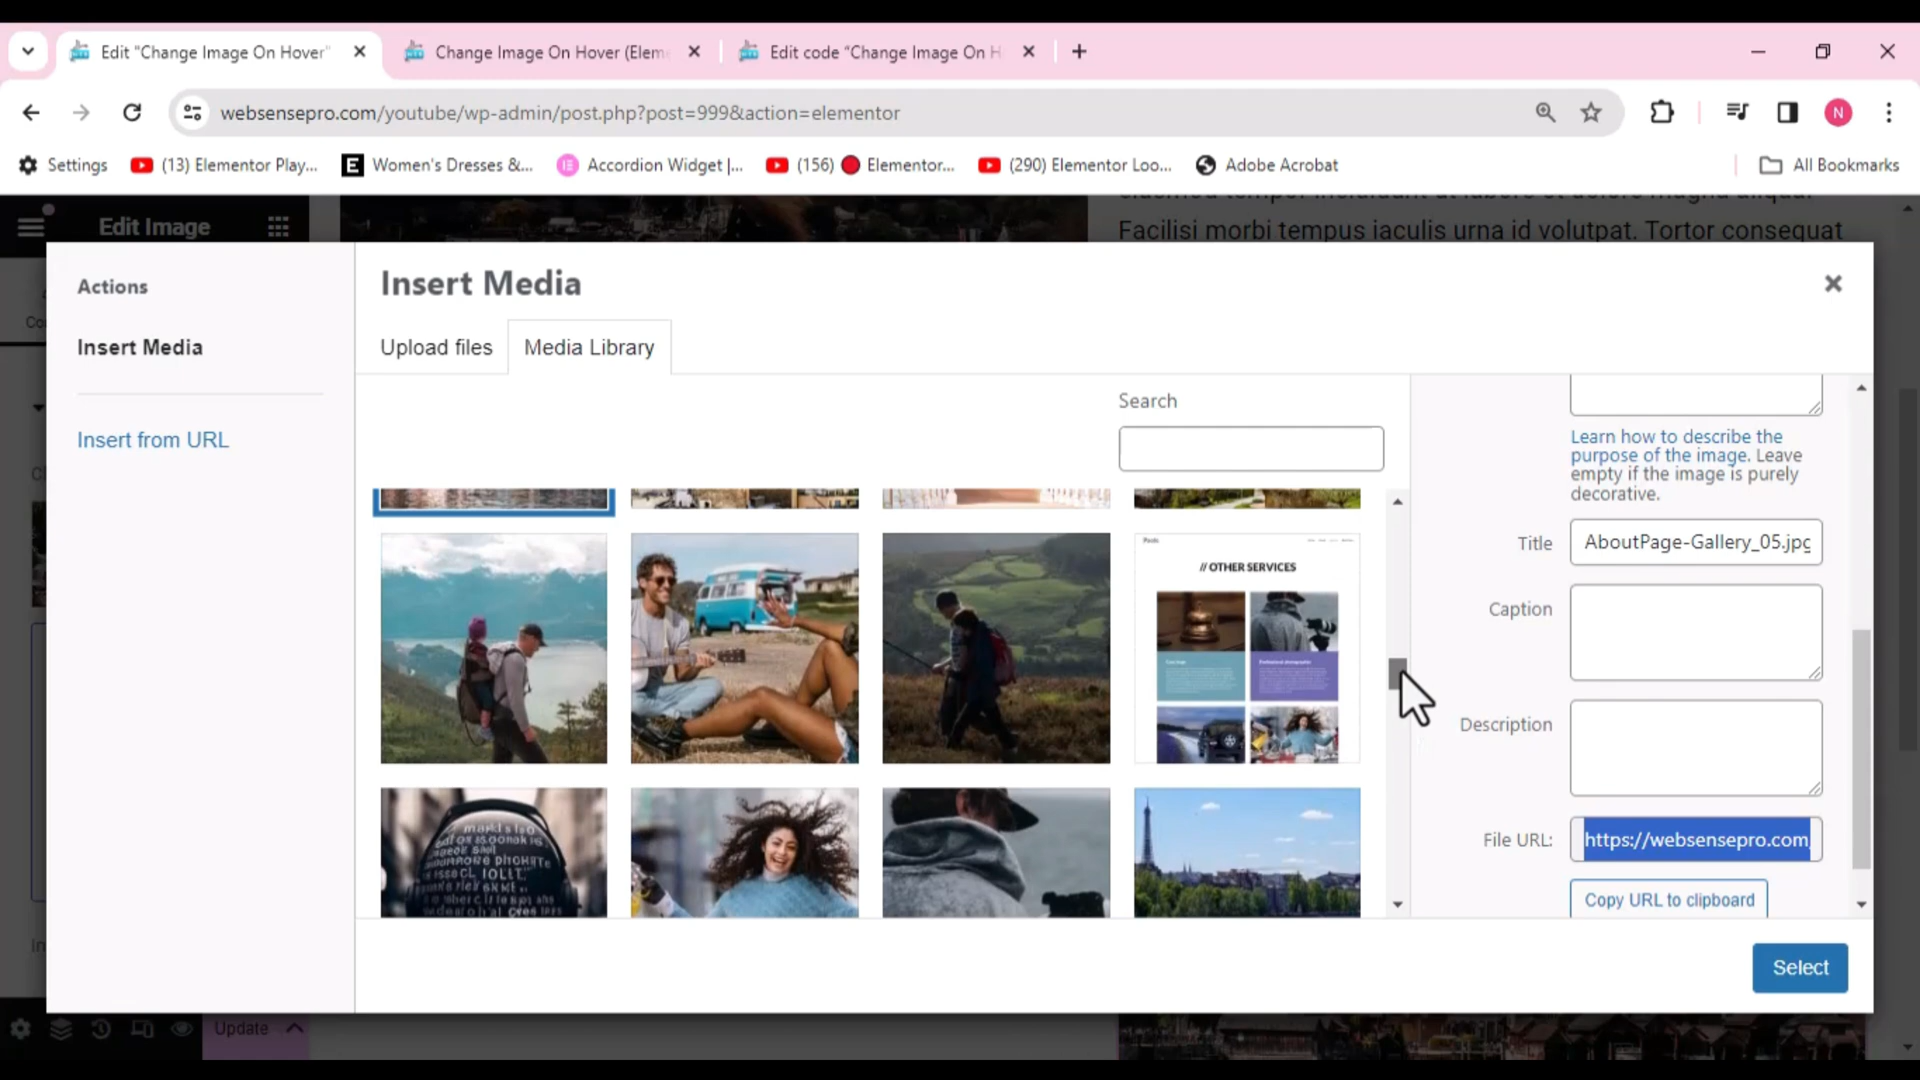 Edit "Change Image On Hover"
Change Image On Hover (Elem
Edit code "Change Image On H
websensepro.com/youtube/wp-admin/post.php?post=999&action=elementor
N
Settings
(13) Elementor Play...
E
Women's Dresses &...
Accordion Widget |...
(156)
Elementor...
(290) Elementor Loo...
Adobe Acrobat
All Bookmarks
Edit Image
Facilisi morbi tempus iaculis urna id volutpat. Tortor consequat
Actions
Insert Media
Insert from URL
Insert Media
Upload files
Media Library
Search
// OTHER SERVICES
Learn how to describe the
purpose of the image. Leave
empty if the image is purely
decorative.
Title
AboutPage-Gallery_05.jpg
Caption
Description
File URL:
https://websensepro.com
Copy URL to clipboard
Select
Update